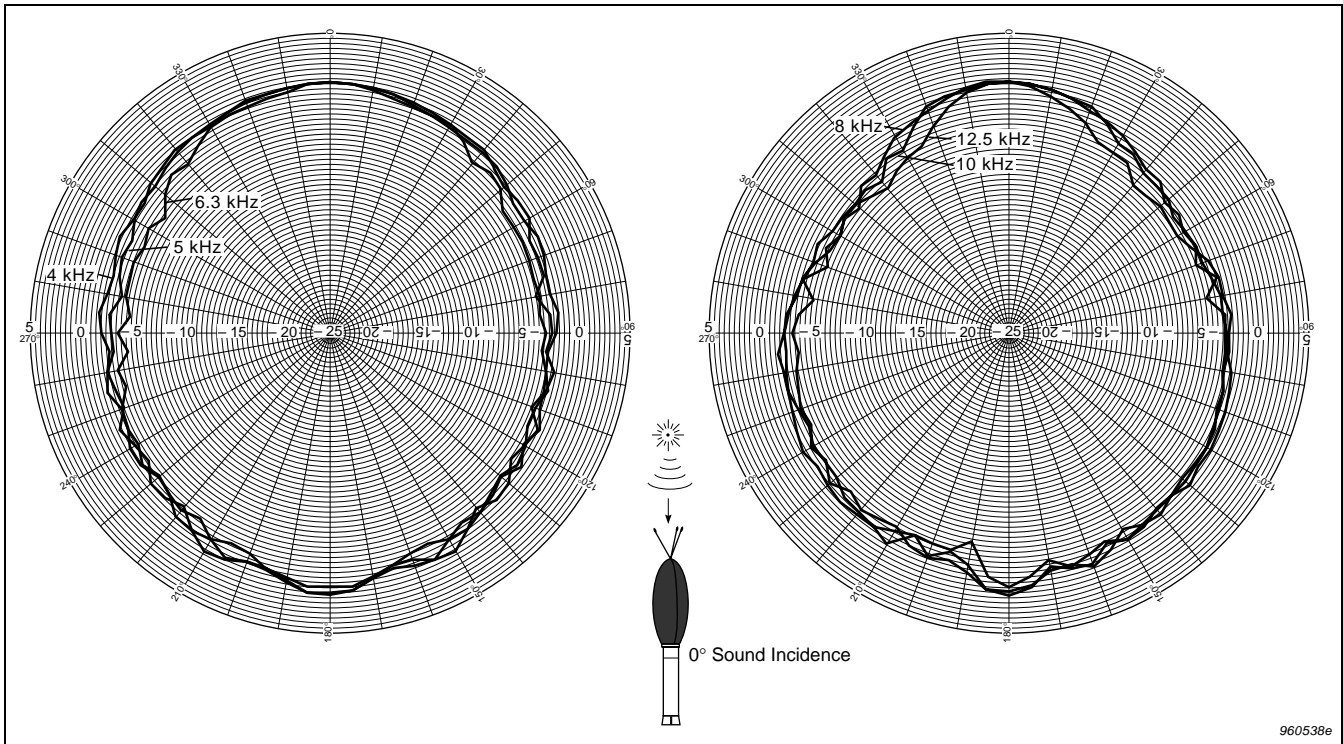 0°
330°
30°
300°
60°
6.3 kHz
5 kHz
4 kHz
5 0 –5 –10 –15 –20 –25 –20 –15 –10 –5 0 5
270°
90°
240°
120°
210°
150°
180°
0°
330°
30°
8 kHz
12.5 kHz
10 kHz
300°
60°
5 0 –5 –10 –15 –20 –25 –20 –15 –10 –5 0 5
270°
90°
240°
120°
210°
150°
180°
0° Sound Incidence
960538e